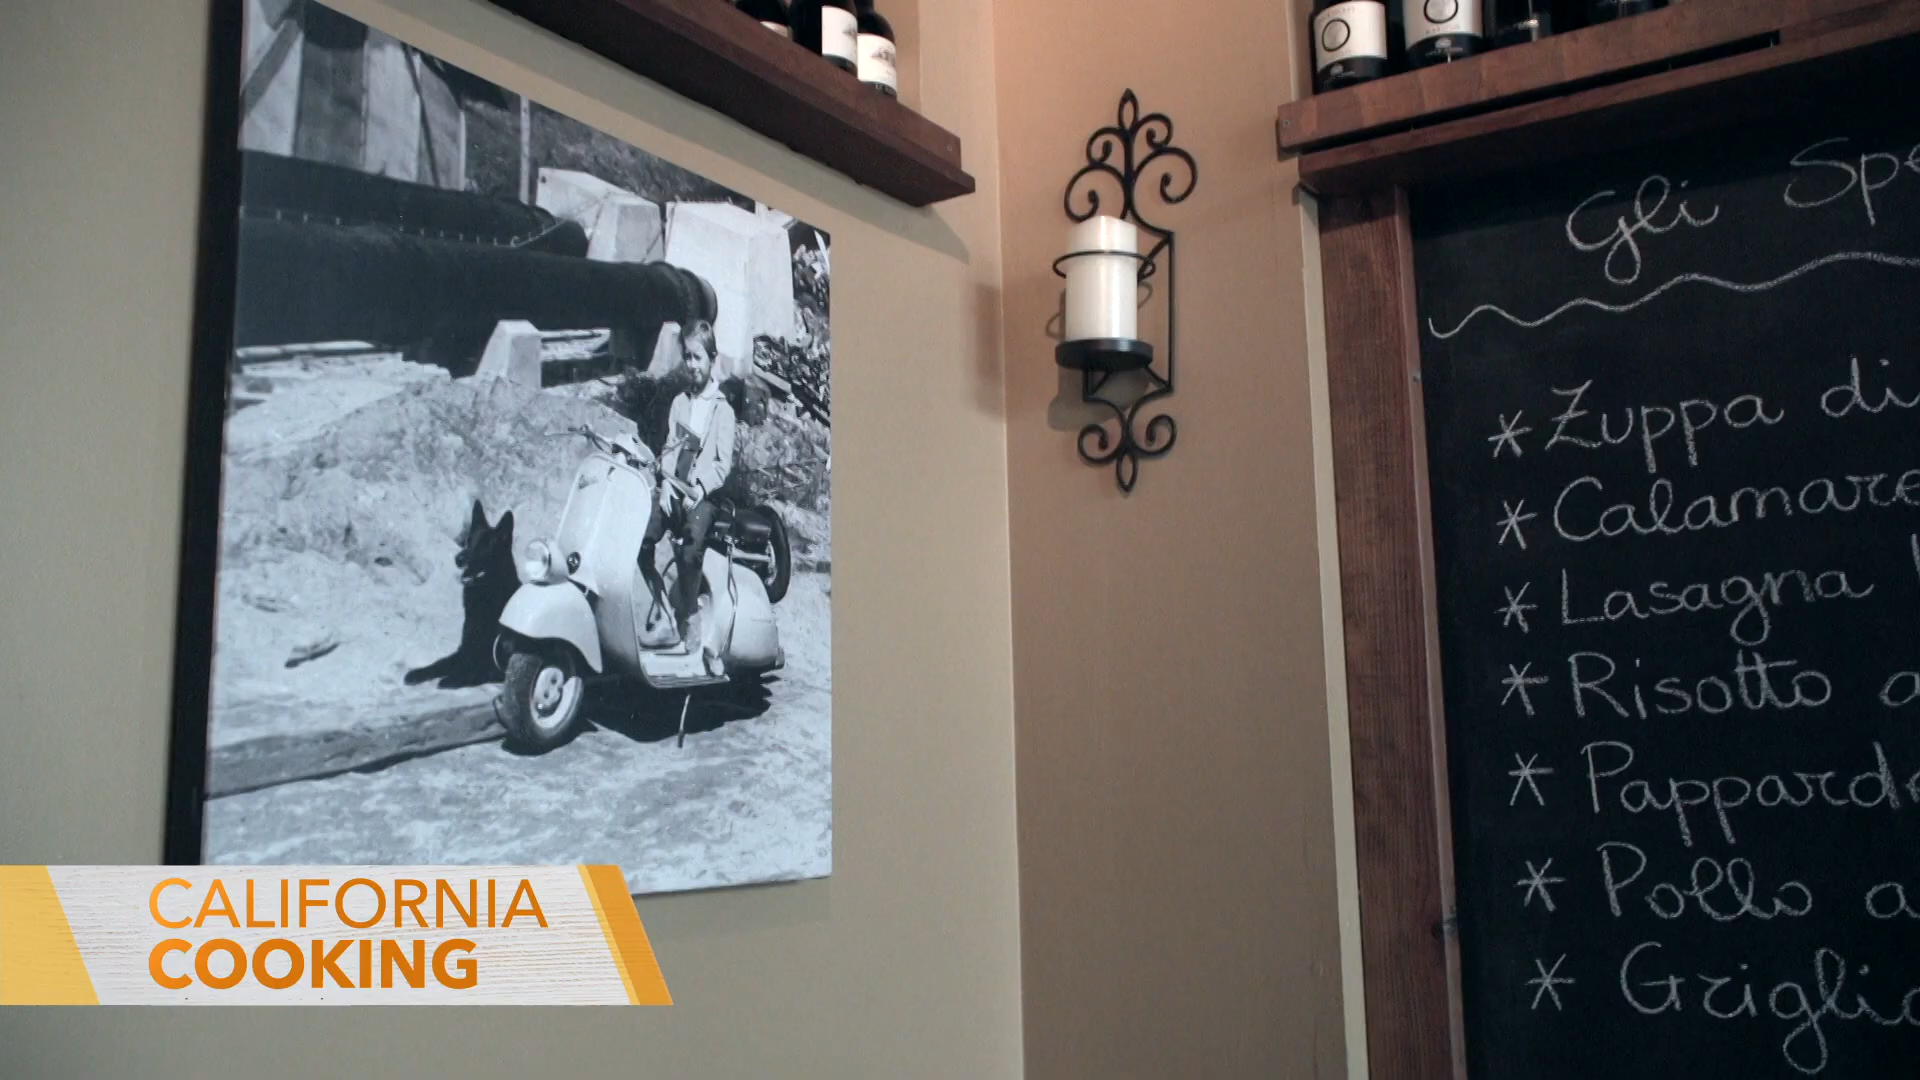 Gli Spe
* Zuppa di
* Calamare
* Lasagna
* Risotto a
* Pappard
* Pollo a
* Griglia
CALIFORNIA
COOKING